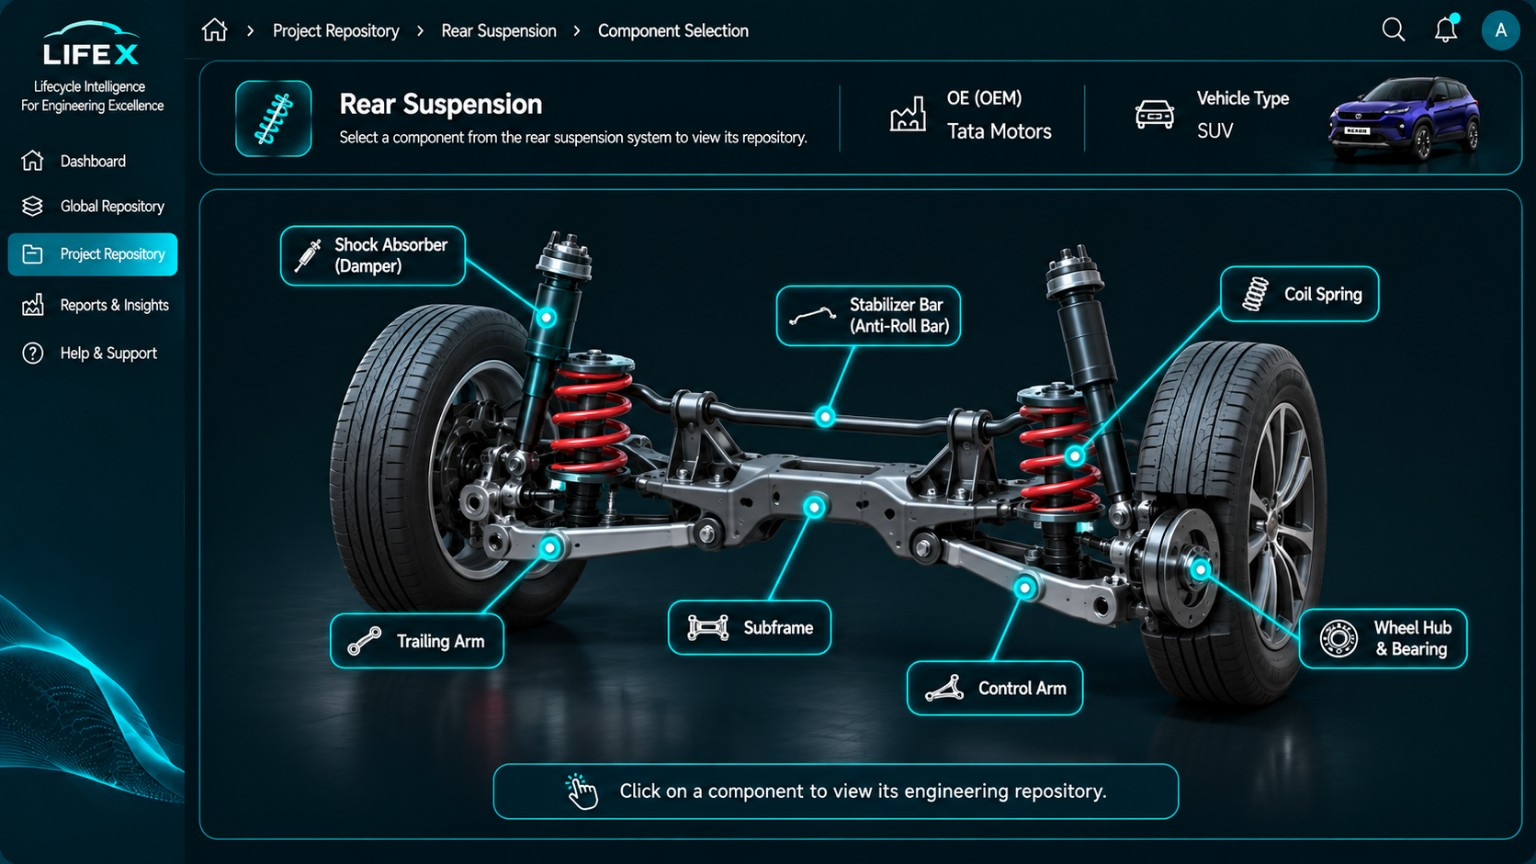 LIFEX
Lifecycle Intelligence
For Engineering Excellence
Dashboard
Global Repository
Project Repository
Reports & Insights
Help & Support
Project Repository
Rear Suspension
Component Selection
A
Rear Suspension
Select a component from the rear suspension system to view its repository.
OE (OEM)
Tata Motors
Vehicle Type
SUV
Shock Absorber
(Damper)
Stabilizer Bar
(Anti-Roll Bar)
Coil Spring
Trailing Arm
Subframe
Control Arm
Wheel Hub
& Bearing
Click on a component to view its engineering repository.